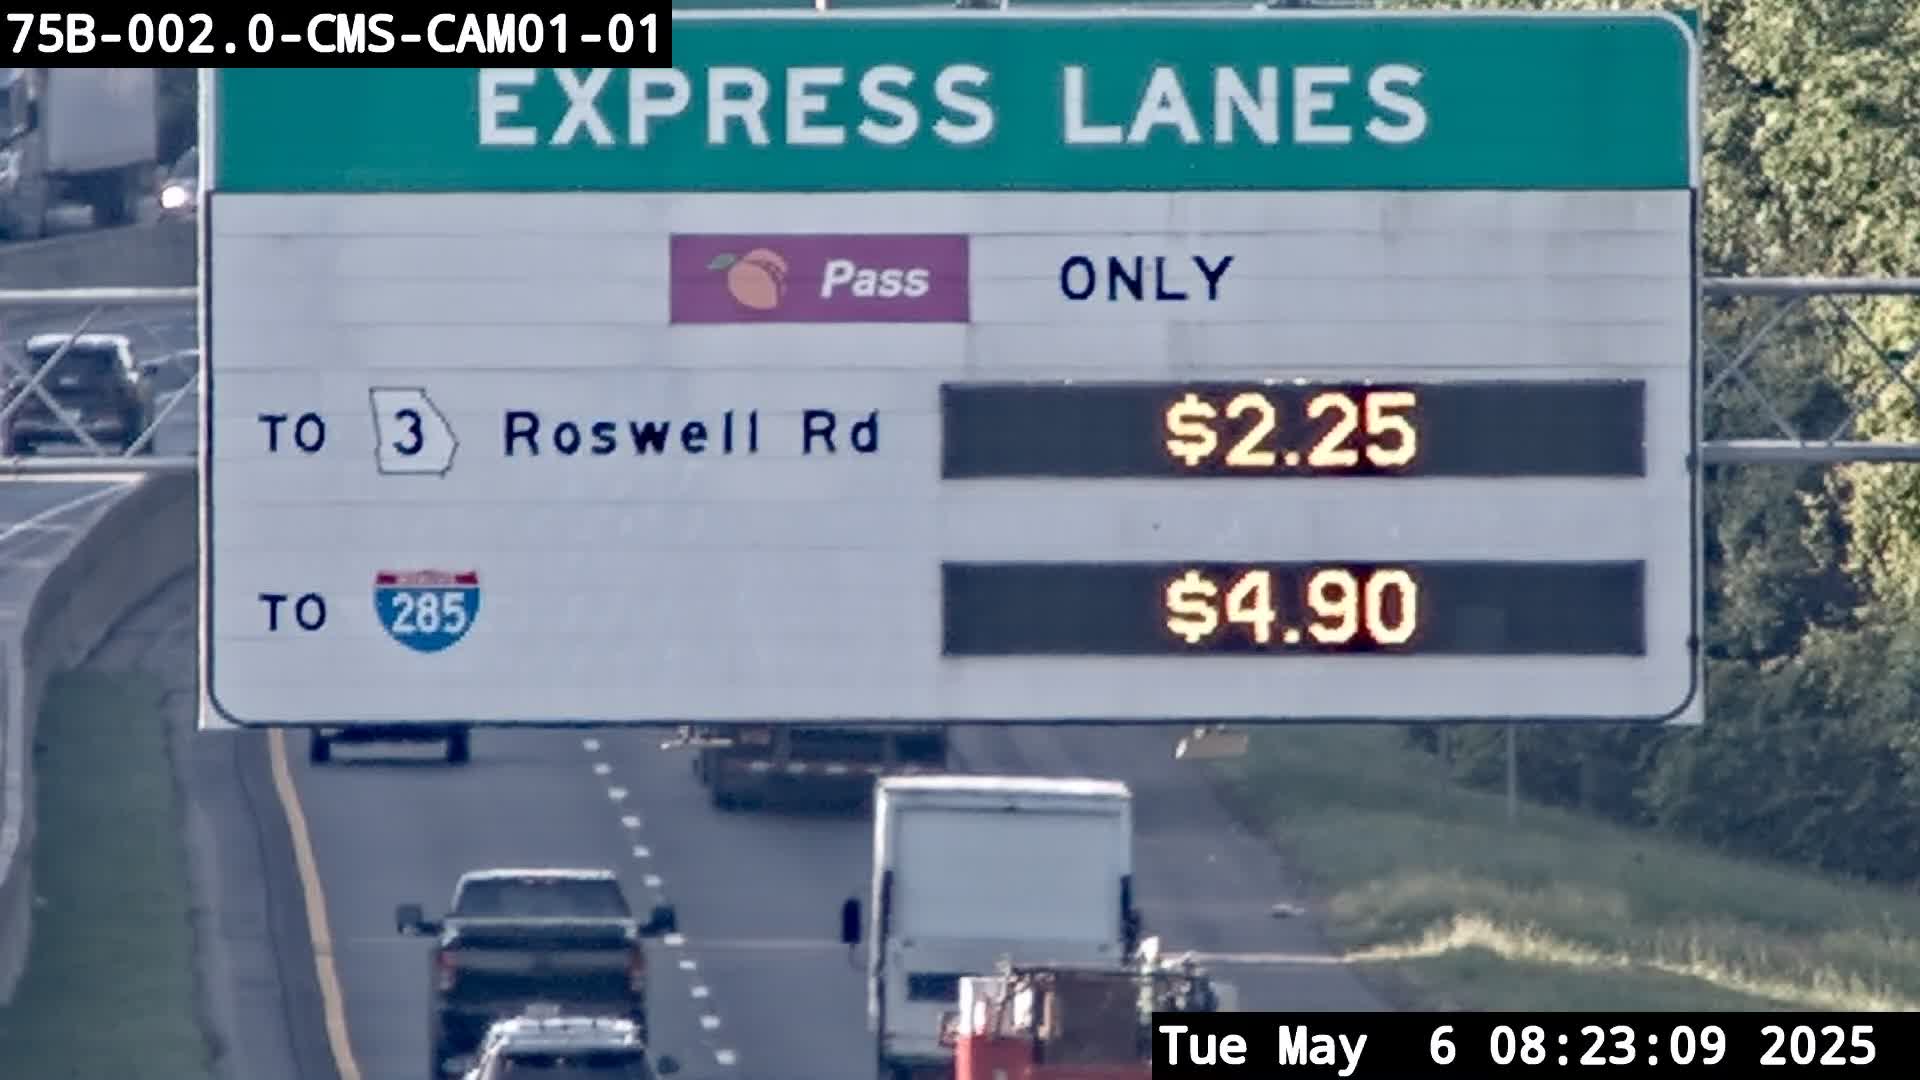 75B-002.0-CMS-CAM01-01
EXPRESS LANES
Pass ONLY
TO 3 Roswell Rd $2.25
TO 285 $4.90
Tue May 6 08:23:09 2025